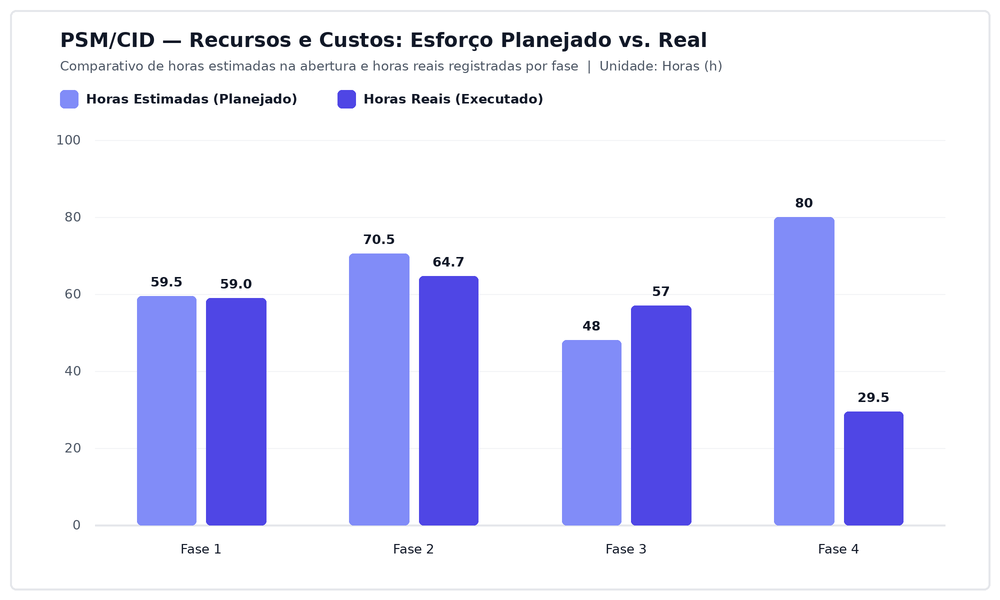 PSM/CID — Recursos e Custos: Esforço Planejado vs. Real
Comparativo de horas estimadas na abertura e horas reais registradas por fase | Unidade: Horas (h)
Horas Estimadas (Planejado) Horas Reais (Executado)
100
80
60
40
20
0
59.5 59.0
70.5 64.7
48 57
80 29.5
Fase 1 Fase 2 Fase 3 Fase 4